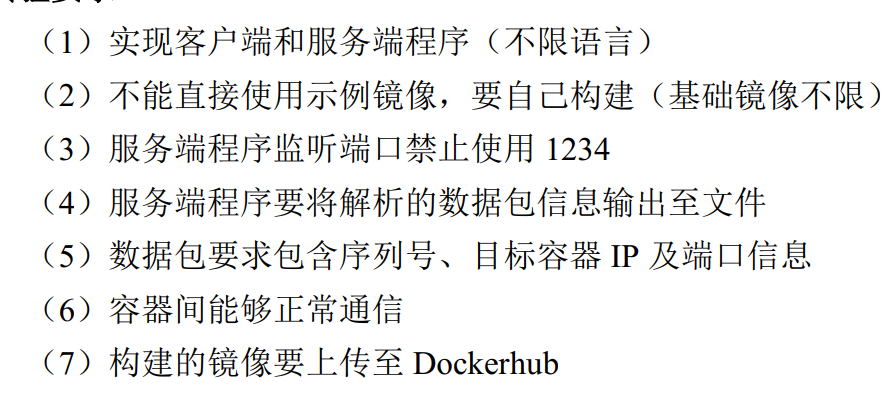 （1）实现客户端和服务端程序（不限语言）
（2）不能直接使用示例镜像，要自己构建（基础镜像不限）
（3）服务端程序监听端口禁止使用 1234
（4）服务端程序要将解析的数据包信息输出至文件
（5）数据包要求包含序列号、目标容器 IP 及端口信息
（6）容器间能够正常通信
（7）构建的镜像要上传至 Dockerhub